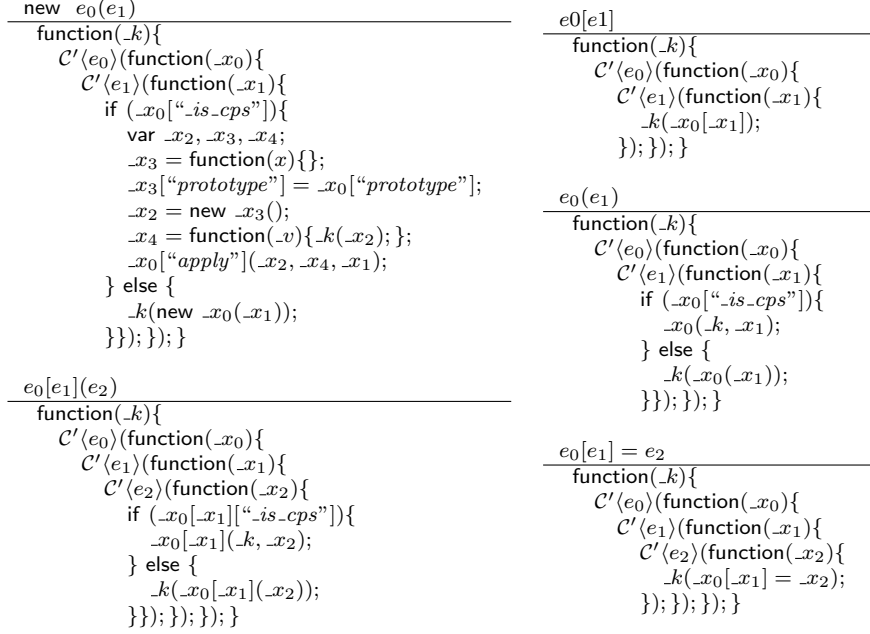 new e₀(e₁)
function(_k){
C′⟨e₀⟩(function(_x₀){
C′⟨e₁⟩(function(_x₁){
if (_x₀[“_is_cps”]){
var _x₂, _x₃, _x₄;
_x₃ = function(x){};
_x₃[“prototype”] = _x₀[“prototype”];
_x₂ = new _x₃();
_x₄ = function(_v){_k(_x₂); };
_x₀[“apply”](_x₂, _x₄, _x₁);
} else {
_k(new _x₀(_x₁));
}}); }); }
e₀[e₁](e₂)
function(_k){
C′⟨e₀⟩(function(_x₀){
C′⟨e₁⟩(function(_x₁){
C′⟨e₂⟩(function(_x₂){
if (_x₀[_x₁][“_is_cps”]){
_x₀[_x₁](_k, _x₂);
} else {
_k(_x₀[_x₁](_x₂));
}}); }); }); }
e0[e1]
function(_k){
C′⟨e₀⟩(function(_x₀){
C′⟨e₁⟩(function(_x₁){
_k(_x₀[_x₁]);
}); }); }
e₀(e₁)
function(_k){
C′⟨e₀⟩(function(_x₀){
C′⟨e₁⟩(function(_x₁){
if (_x₀[“_is_cps”]){
_x₀(_k, _x₁);
} else {
_k(_x₀(_x₁));
}}); }); }
e₀[e₁] = e₂
function(_k){
C′⟨e₀⟩(function(_x₀){
C′⟨e₁⟩(function(_x₁){
C′⟨e₂⟩(function(_x₂){
_k(_x₀[_x₁] = _x₂);
}); }); }); }